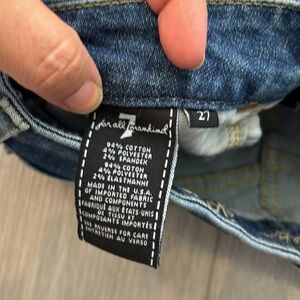 7
for all mankind
27
94% COTTON
4% POLYESTER
2% SPANDEX
94% COTON
4% POLYESTER
2% ELASTHANNE
MADE IN THE U.S.A.
OF IMPORTED FABRIC
AND COMPONENTS
FABRIQUÉ AUX ÉTATS-UNIS
DE TISSU ET
COMPOSANTS IMPORTÉS
SEE REVERSE FOR CARE
ENTRETIEN AU VERSO